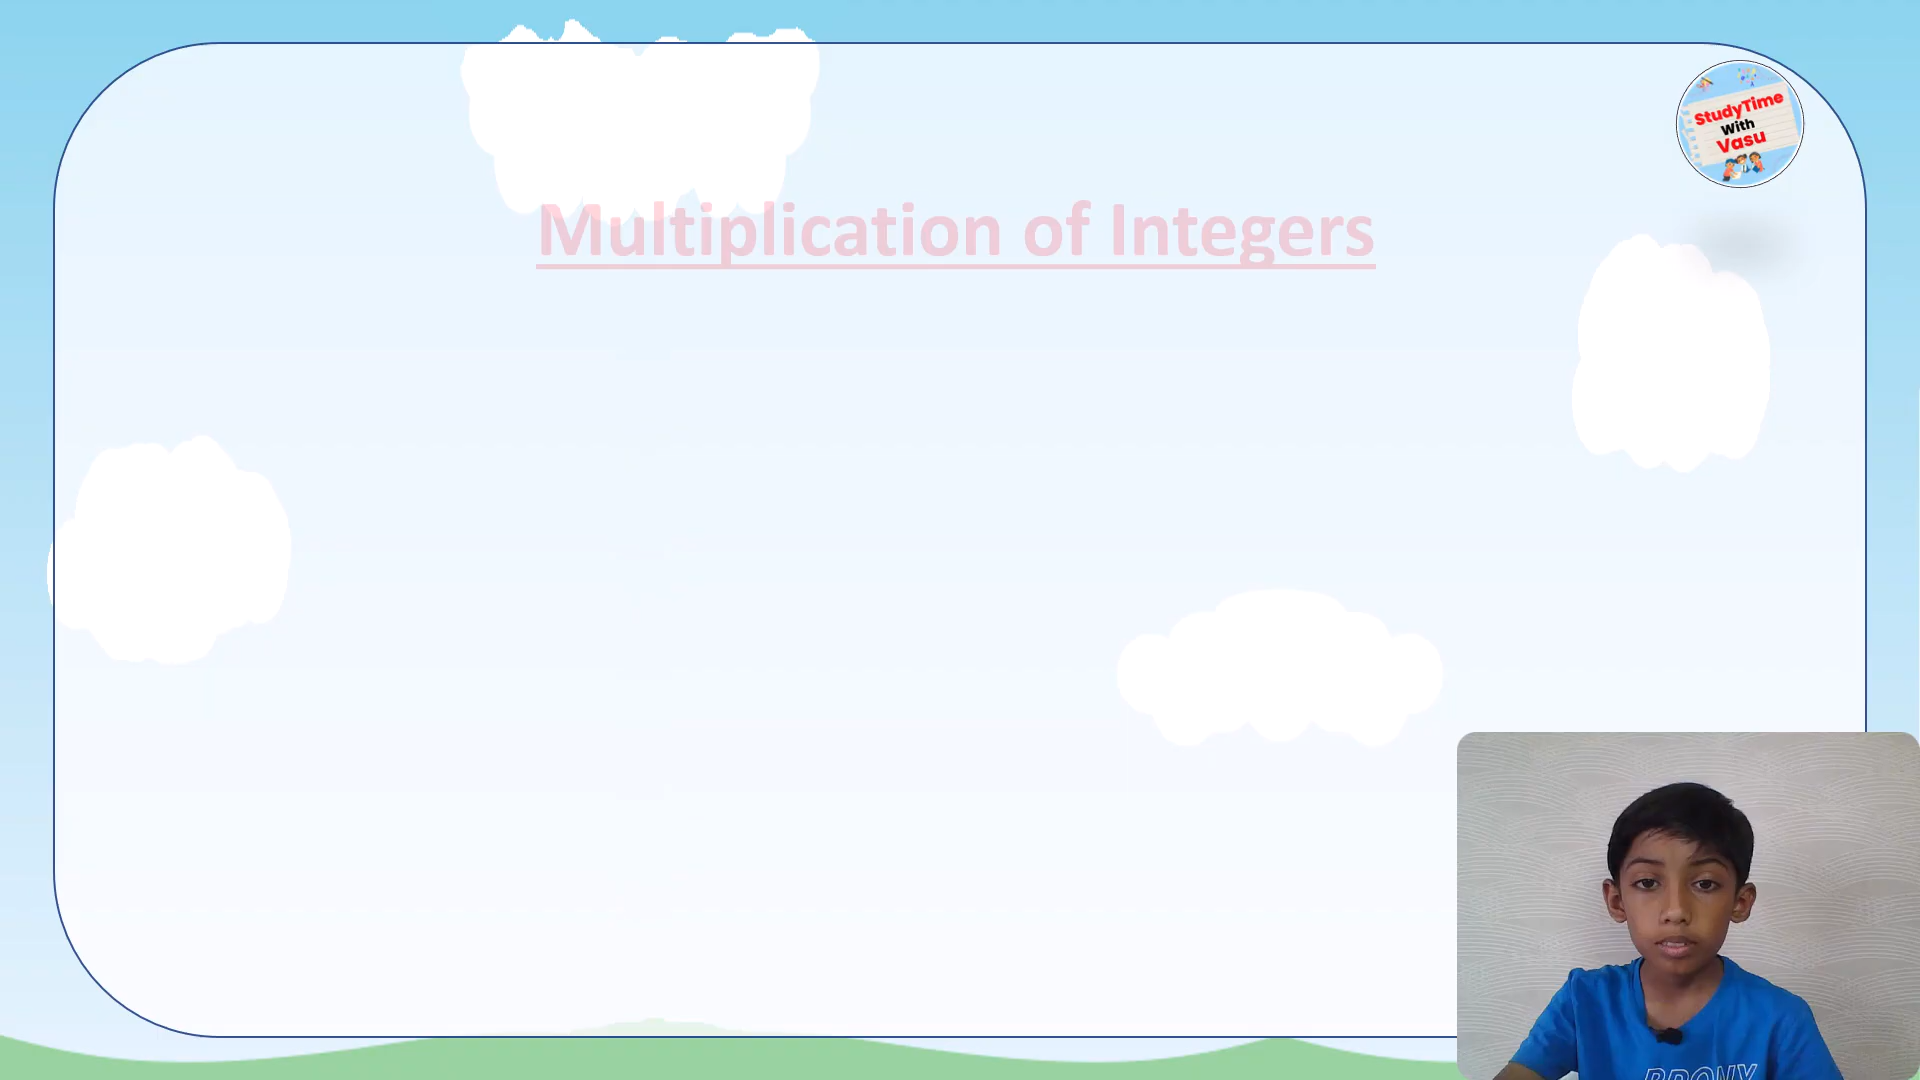 StudyTime
With
Vasu
Multiplication of Integers